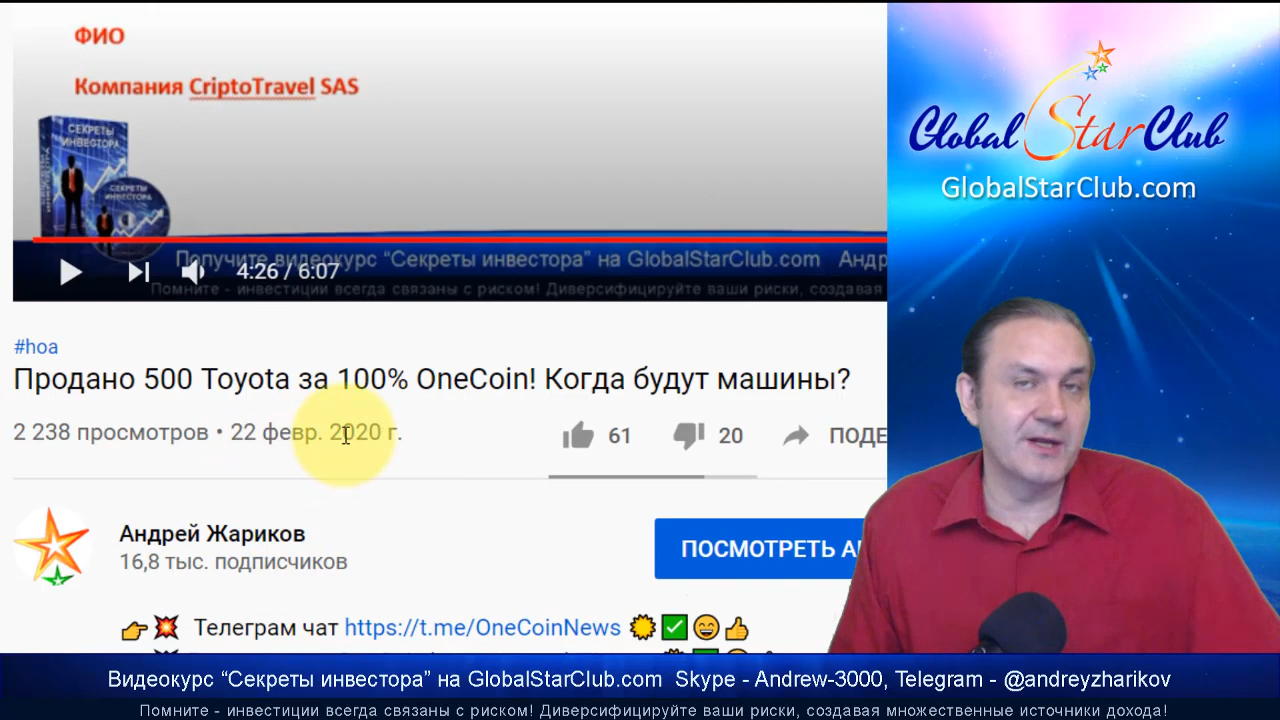 ФИО
Компания CriptoTravel SAS
СЕКРЕТЫ
ИНВЕСТОРА
СЕКРЕТЫ
ИНВЕСТОРА
Получите видеокурс “Секреты инвестора” на GlobalStarClub.com Андр
4:26 / 6:07
Помните - инвестиции всегда связаны с риском! Диверсифицируйте ваши риски, создавая
#hoa
Продано 500 Toyota за 100% OneCoin! Когда будут машины?
2 238 просмотров • 22 февр. 2020 г.
61
20
ПОДЕ
Андрей Жариков
16,8 тыс. подписчиков
ПОСМОТРЕТЬ
Телеграм чат https://t.me/OneCoinNews
Global Star Club
GlobalStarClub.com
Видеокурс “Секреты инвестора” на GlobalStarClub.com Skype - Andrew-3000, Telegram - @andreyzharikov
Помните - инвестиции всегда связаны с риском! Диверсифицируйте ваши риски, создавая множественные источники дохода!